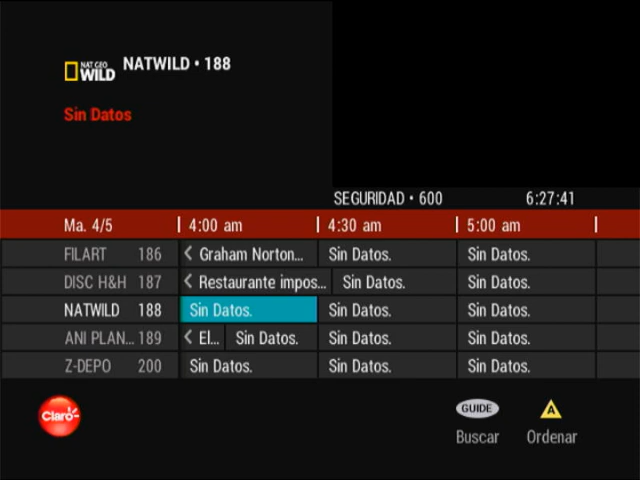 NAT GEO WILD NATWILD • 188
Sin Datos
SEGURIDAD • 600 6:27:41
Ma. 4/5 4:00 am 4:30 am 5:00 am
FILART 186 < Graham Norton... Sin Datos. Sin Datos.
DISC H&H 187 < Restaurante impos... Sin Datos. Sin Datos.
NATWILD 188 Sin Datos. Sin Datos. Sin Datos.
ANI PLAN... 189 < El... Sin Datos. Sin Datos. Sin Datos.
Z-DEPO 200 Sin Datos. Sin Datos. Sin Datos.
Claro GUIDE A
Buscar Ordenar